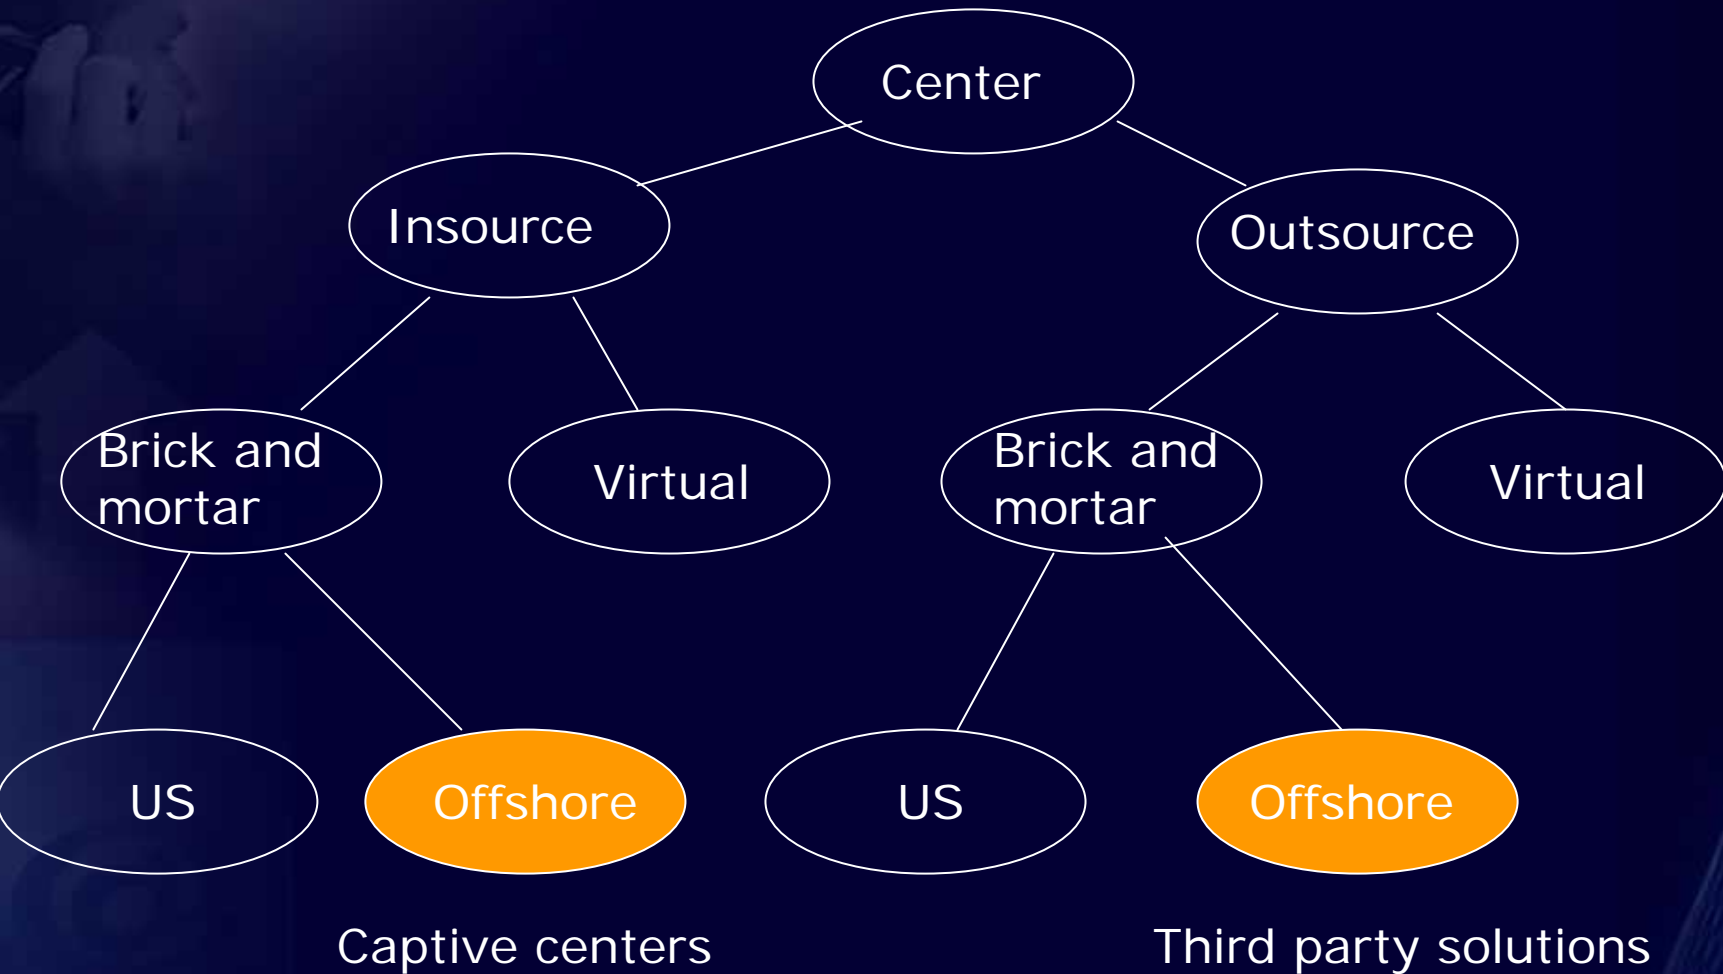 Center
Insource
Outsource
Brick and
mortar
Virtual
Brick and
mortar
Virtual
US
Offshore
US
Offshore
Captive centers
Third party solutions